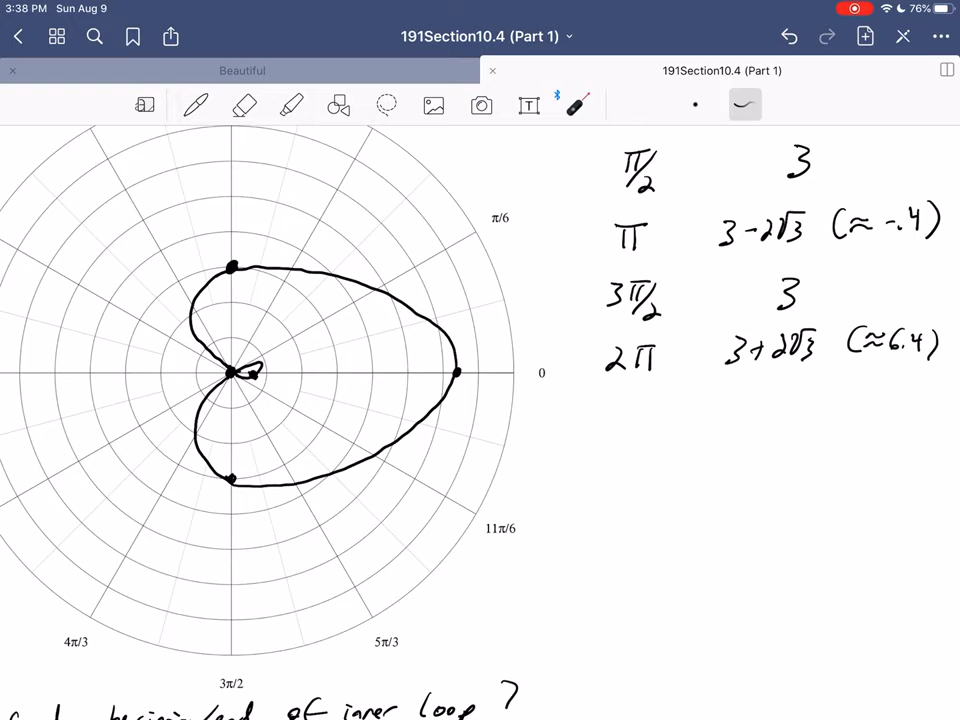 3:38 PM Sun Aug 9
76%
191Section10.4 (Part 1)
Beautiful
191Section10.4 (Part 1)
T
π/2 3
π/6
π 3-2√3 (≈ -.4)
3π/2 3
2π 3+2√3 (≈6.4)
0
11π/6
4π/3
5π/3
3π/2
of inner loop ?